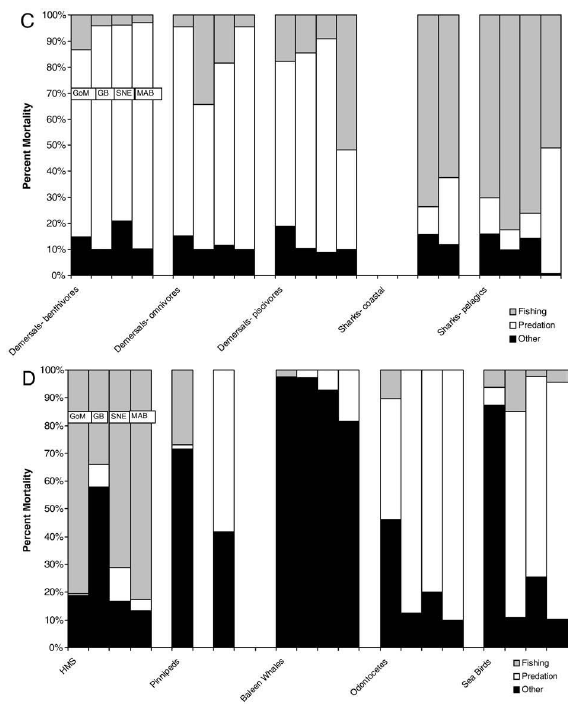 C
100%
90%
80%
70%
60%
50%
40%
30%
20%
10%
0%
Percent Mortality
GoM GB SNE MAB
Demersals- benthivores
Demersals- omnivores
Demersals- piscivores
Sharks- coastal
Sharks- pelagics
Fishing
Predation
Other
D
100%
90%
80%
70%
60%
50%
40%
30%
20%
10%
0%
Percent Mortality
GoM GB SNE MAB
HMS
Pinnipeds
Baleen Whales
Odontocetes
Sea Birds
Fishing
Predation
Other